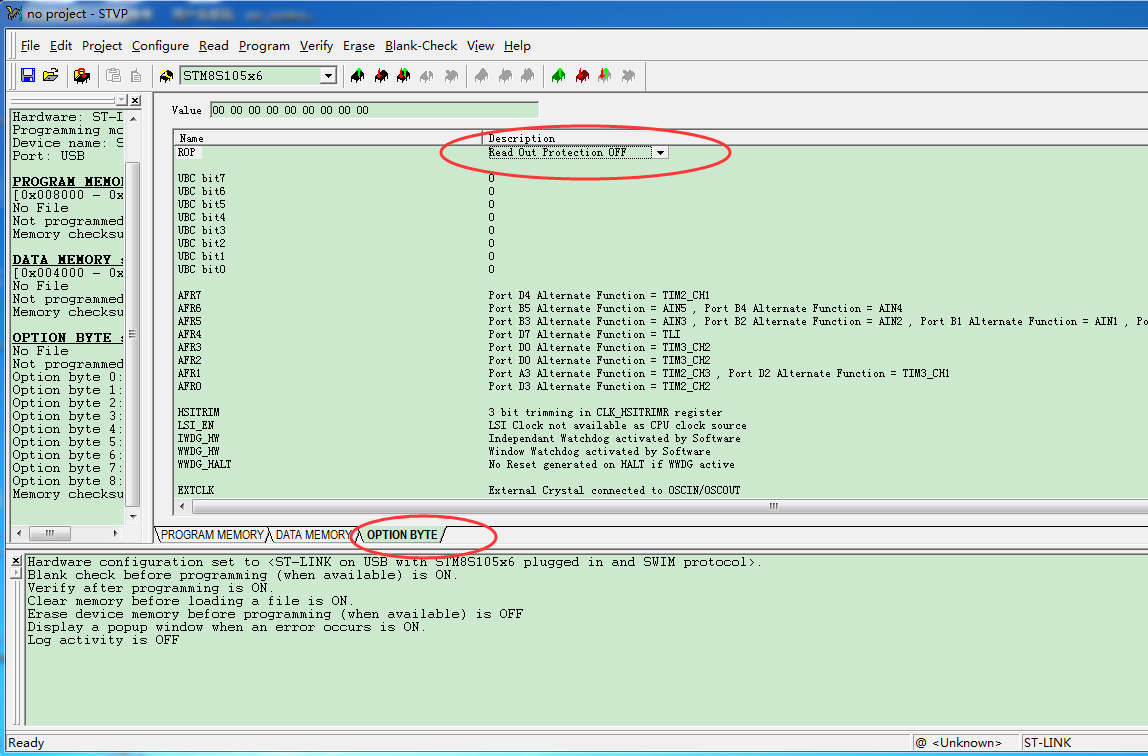 no project - STVP
File Edit Project Configure Read Program Verify Erase Blank-Check View Help
STM8S105x6
Hardware: ST-L
Programming mo
Device name: S
Port: USB
PROGRAM MEMO
[0x008000 - 0x
No File
Not programmed
Memory checksu
DATA MEMORY s
[0x004000 - 0x
No File
Not programmed
Memory checksu
OPTION BYTE s
No File
Not programmed
Option byte 0:
Option byte 1:
Option byte 2:
Option byte 3:
Option byte 4:
Option byte 5:
Option byte 6:
Option byte 7:
Option byte 8:
Memory checksu
Value 00 00 00 00 00 00 00 00 00
Name Description
ROP Read Out Protection OFF
UBC bit7 0
UBC bit6 0
UBC bit5 0
UBC bit4 0
UBC bit3 0
UBC bit2 0
UBC bit1 0
UBC bit0 0
AFR7 Port D4 Alternate Function = TIM2_CH1
AFR6 Port B5 Alternate Function = AIN5 , Port B4 Alternate Function = AIN4
AFR5 Port B3 Alternate Function = AIN3 , Port B2 Alternate Function = AIN2 , Port B1 Alternate Function = AIN1 , Po
AFR4 Port D7 Alternate Function = TLI
AFR3 Port D0 Alternate Function = TIM3_CH2
AFR2 Port D0 Alternate Function = TIM3_CH2
AFR1 Port A3 Alternate Function = TIM2_CH3 , Port D2 Alternate Function = TIM3_CH1
AFR0 Port D3 Alternate Function = TIM2_CH2
HSITRIM 3 bit trimming in CLK_HSITRIMR register
LSI_EN LSI Clock not available as CPU clock source
IWDG_HW Independant Watchdog activated by Software
WWDG_HW Window Watchdog activated by Software
WWDG_HALT No Reset generated on HALT if WWDG active
EXTCLK External Crystal connected to OSCIN/OSCOUT
PROGRAM MEMORY DATA MEMORY OPTION BYTE
Hardware configuration set to <ST-LINK on USB with STM8S105x6 plugged in and SWIM protocol>.
Blank check before programming (when available) is ON.
Verify after programming is ON.
Clear memory before loading a file is ON.
Erase device memory before programming (when available) is OFF
Display a popup window when an error occurs is ON.
Log activity is OFF
Ready @ <Unknown> ST-LINK